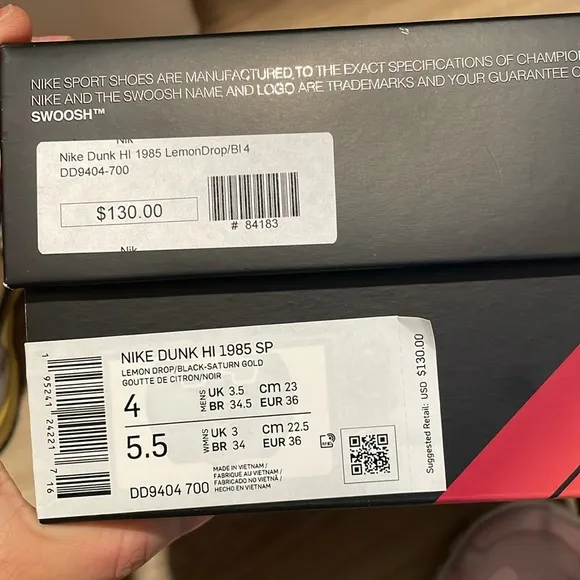 NIKE SPORT SHOES ARE MANUFACTURED TO THE EXACT SPECIFICATIONS OF
NIKE AND THE SWOOSH NAME AND LOGO ARE TRADEMARKS AND YOUR GUARANTEE
SWOOSH™
Nike Dunk HI 1985 LemonDrop/Bl 4
DD9404-700
$130.00
# 84183
NIKE DUNK HI 1985 SP
LEMON DROP/BLACK-SATURN GOLD
GOUTTE DE CITRON/NOIR
4 MENS UK 3.5 CM 23
BR 34.5 EUR 36
5.5 WMNS UK 3 CM 22.5
BR 34 EUR 36
MADE IN VIETNAM /
FABRIQUE AU VIETNAM /
FABRICADO NO VIETNÃ /
HECHO EN VIETNAM
DD9404 700
1 95241 24221 7 16
Suggested Retail: USD $130.00